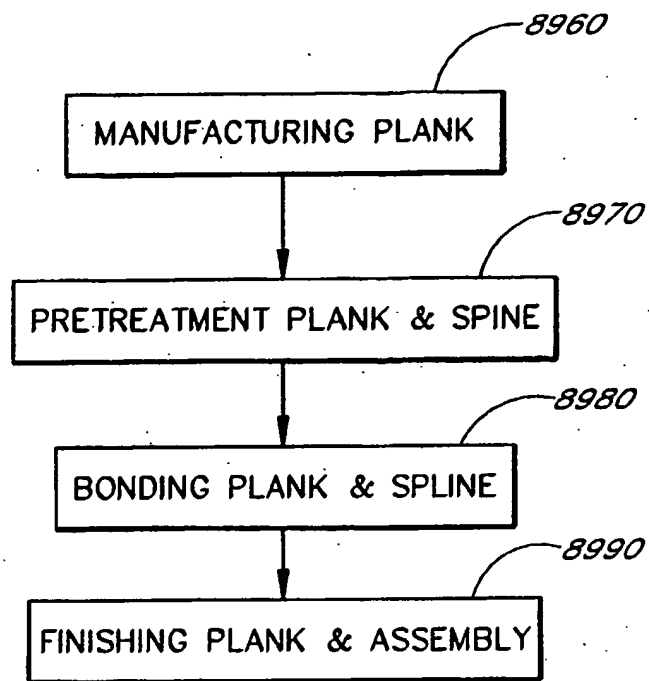 8960
MANUFACTURING PLANK
8970
PRETREATMENT PLANK & SPINE
8980
BONDING PLANK & SPLINE
8990
FINISHING PLANK & ASSEMBLY